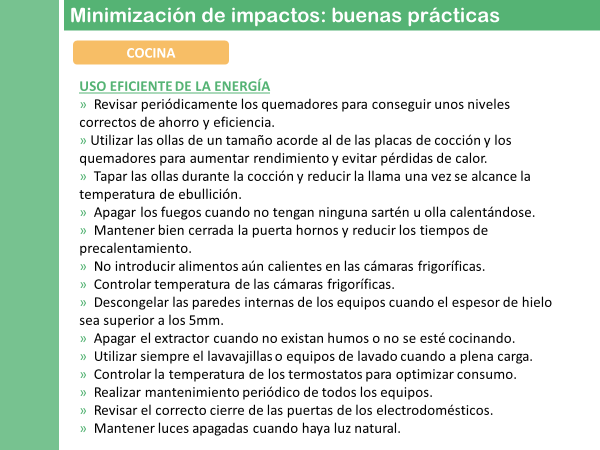 Minimización de impactos: buenas prácticas
COCINA
USO EFICIENTE DE LA ENERGÍA
» Revisar periódicamente los quemadores para conseguir unos niveles
correctos de ahorro y eficiencia.
» Utilizar las ollas de un tamaño acorde al de las placas de cocción y los
quemadores para aumentar rendimiento y evitar pérdidas de calor.
» Tapar las ollas durante la cocción y reducir la llama una vez se alcance la
temperatura de ebullición.
» Apagar los fuegos cuando no tengan ninguna sartén u olla calentándose.
» Mantener bien cerrada la puerta hornos y reducir los tiempos de
precalentamiento.
» No introducir alimentos aún calientes en las cámaras frigoríficas.
» Controlar temperatura de las cámaras frigoríficas.
» Descongelar las paredes internas de los equipos cuando el espesor de hielo
sea superior a los 5mm.
» Apagar el extractor cuando no existan humos o no se esté cocinando.
» Utilizar siempre el lavavajillas o equipos de lavado cuando a plena carga.
» Controlar la temperatura de los termostatos para optimizar consumo.
» Realizar mantenimiento periódico de todos los equipos.
» Revisar el correcto cierre de las puertas de los electrodomésticos.
» Mantener luces apagadas cuando haya luz natural.